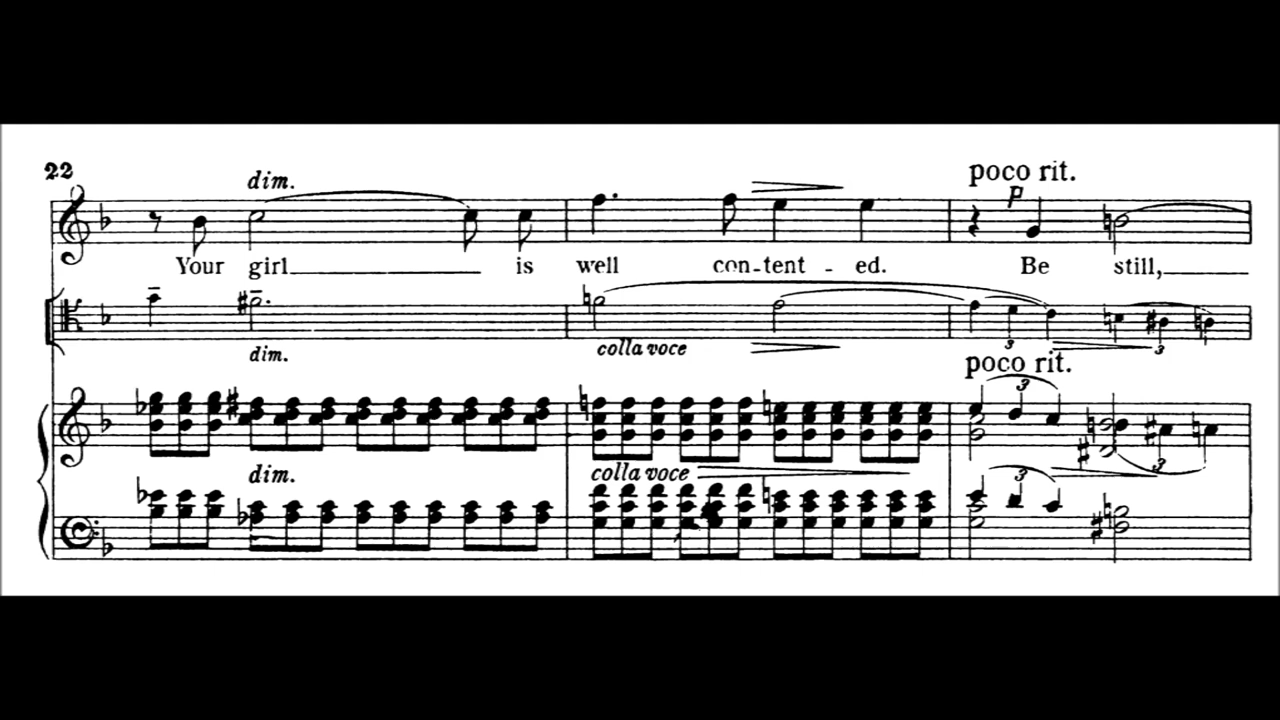 22
dim.
poco rit.
p
Your girl is well con-tent - ed. Be still,
dim.
colla voce
3
3
poco rit.
3
dim.
colla voce
3
3